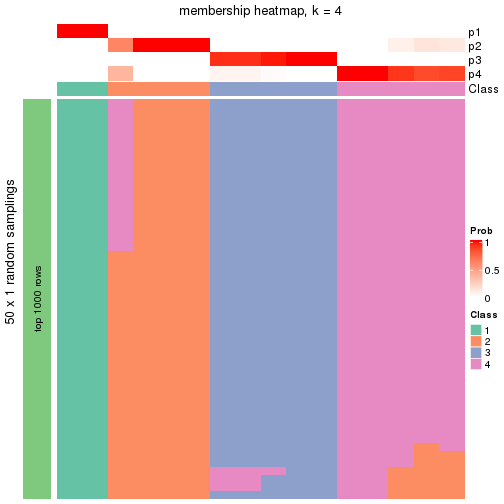 membership heatmap, k = 4
p1
p2
p3
p4
Class
50 x 1 random samplings
top 1000 rows
Prob
1
0.5
0
Class
1
2
3
4